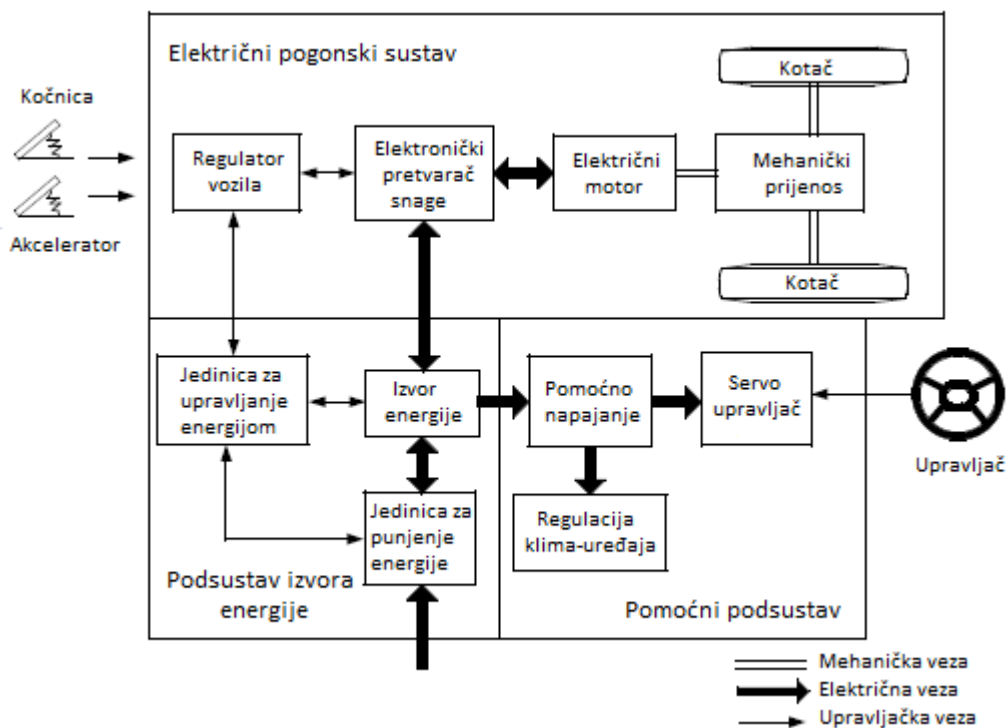 Električni pogonski sustav
Kotač
Kočnica
Regulator
vozila
Elektronički
pretvarač
snage
Električni
motor
Mehanički
prijenos
Akcelerator
Kotač
Jedinica za
upravljanje
energijom
Izvor
energije
Pomoćno
napajanje
Servo
upravljač
Upravljač
Jedinica za
punjenje
energije
Regulacija
klima-uređaja
Podsustav izvora
energije
Pomoćni podsustav
Mehanička veza
Električna veza
Upravljačka veza